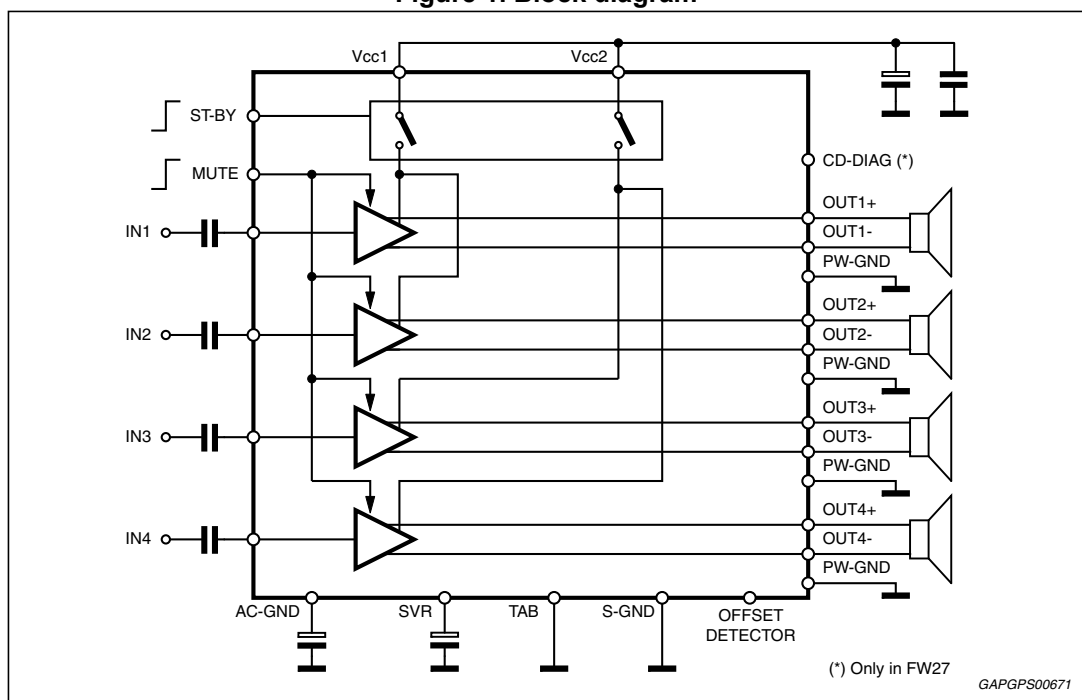 Figure 1. Block diagram
Vcc1
Vcc2
ST-BY
MUTE
CD-DIAG (*)
OUT1+
IN1
OUT1-
PW-GND
OUT2+
IN2
OUT2-
PW-GND
OUT3+
IN3
OUT3-
PW-GND
OUT4+
IN4
OUT4-
PW-GND
AC-GND
SVR
TAB
S-GND
OFFSET
DETECTOR
(*) Only in FW27
GAPGPS00671